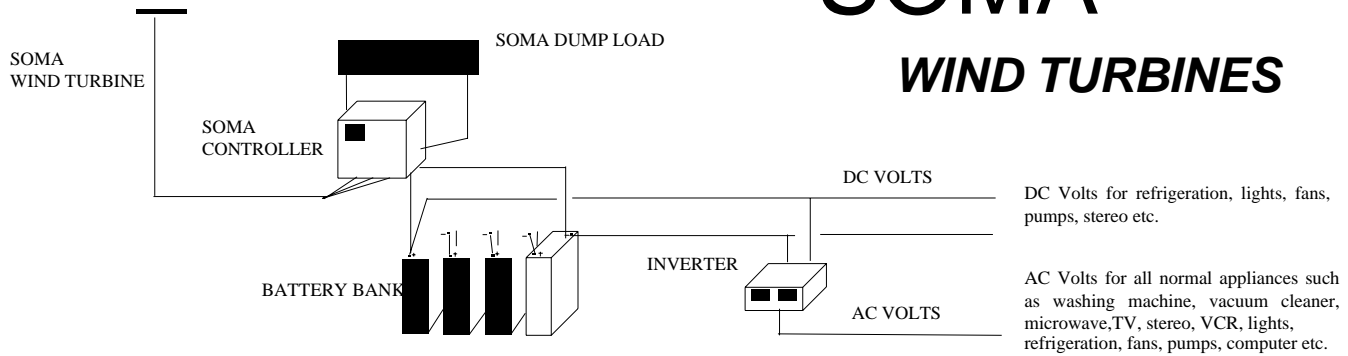 SOMA
WIND TURBINES
SOMA DUMP LOAD
SOMA
WIND TURBINE
SOMA
CONTROLLER
DC VOLTS
DC Volts for refrigeration, lights, fans,
pumps, stereo etc.
INVERTER
BATTERY BANK
AC VOLTS
AC Volts for all normal appliances such
as washing machine, vacuum cleaner,
microwave,TV, stereo, VCR, lights,
refrigeration, fans, pumps, computer etc.